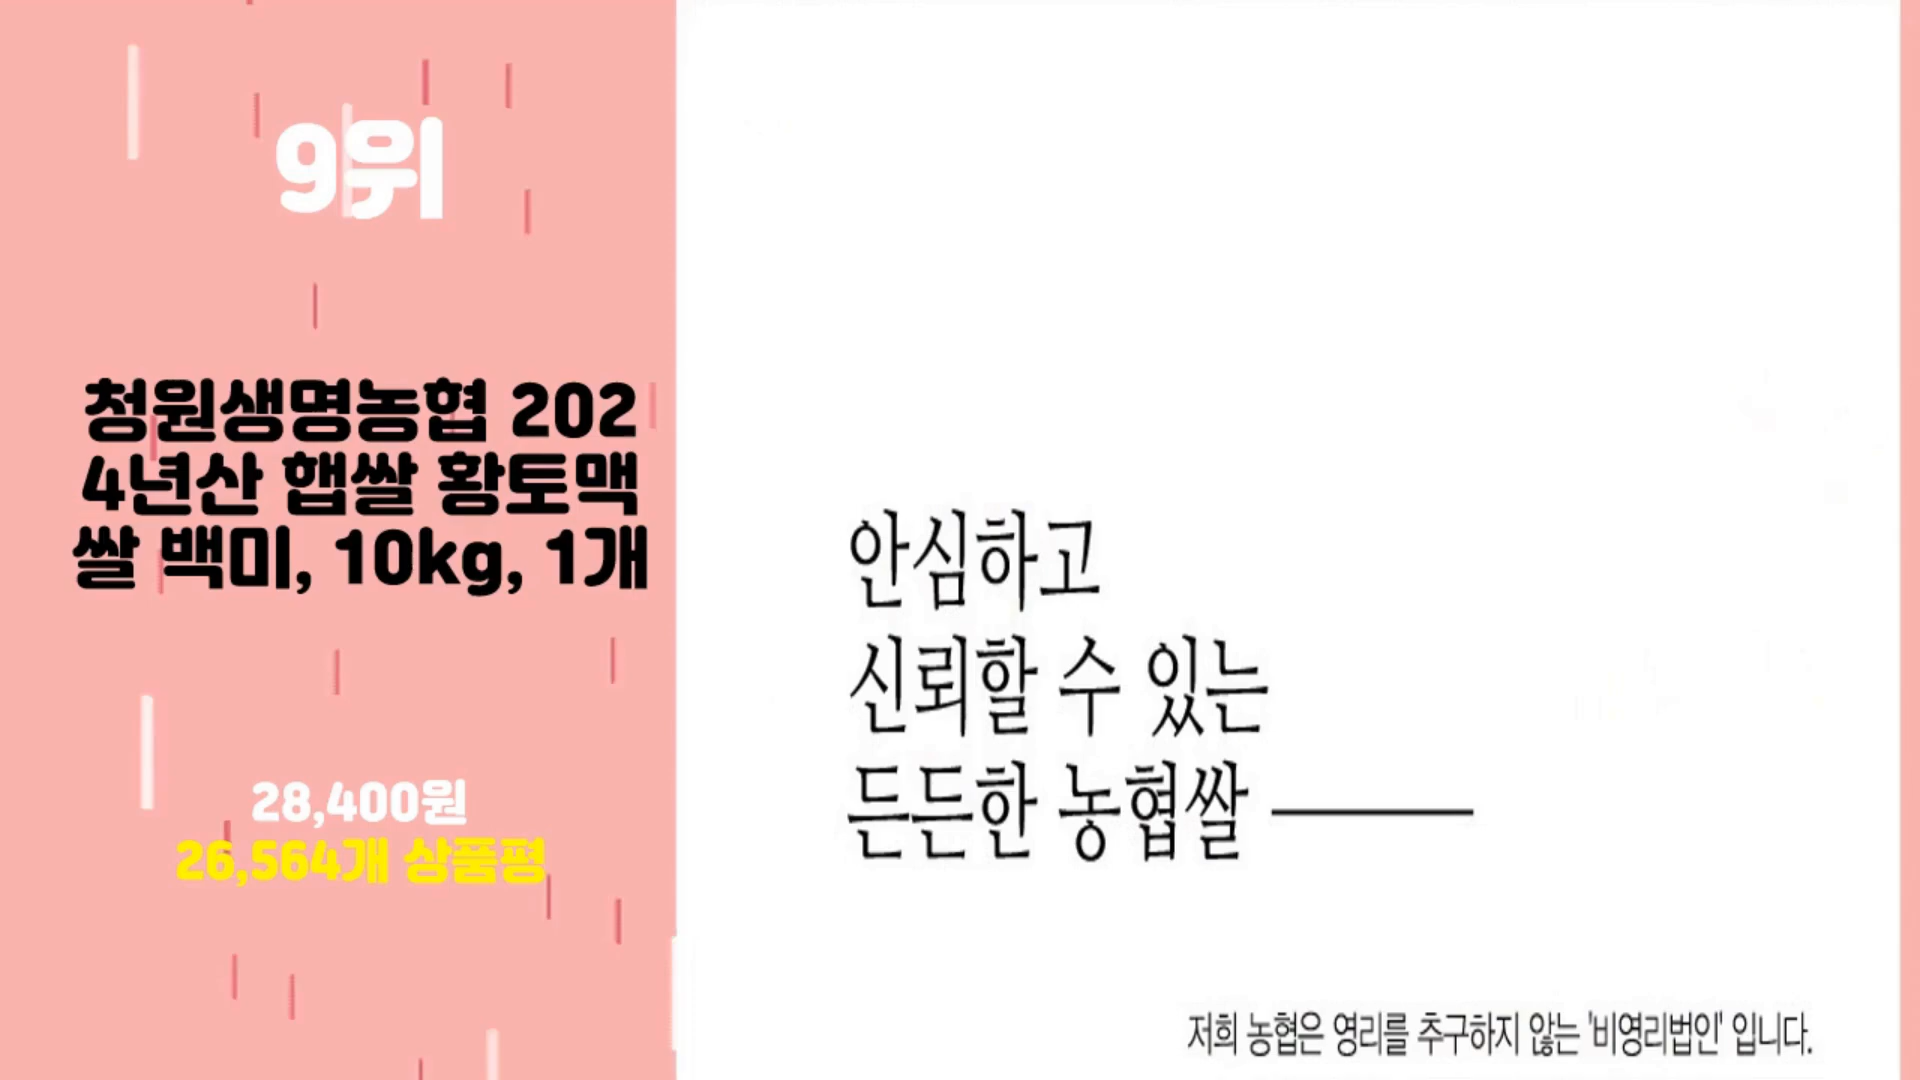 9위
청원생명농협 202
4년산 햅쌀 황토맥
쌀 백미, 10kg, 1개
28,400원
26,564개 상품평
안심하고
신뢰할 수 있는
든든한 농협쌀
저희 농협은 영리를 추구하지 않는 '비영리법인' 입니다.